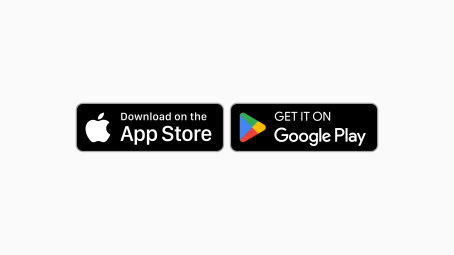 Download on the
App Store
GET IT ON
Google Play